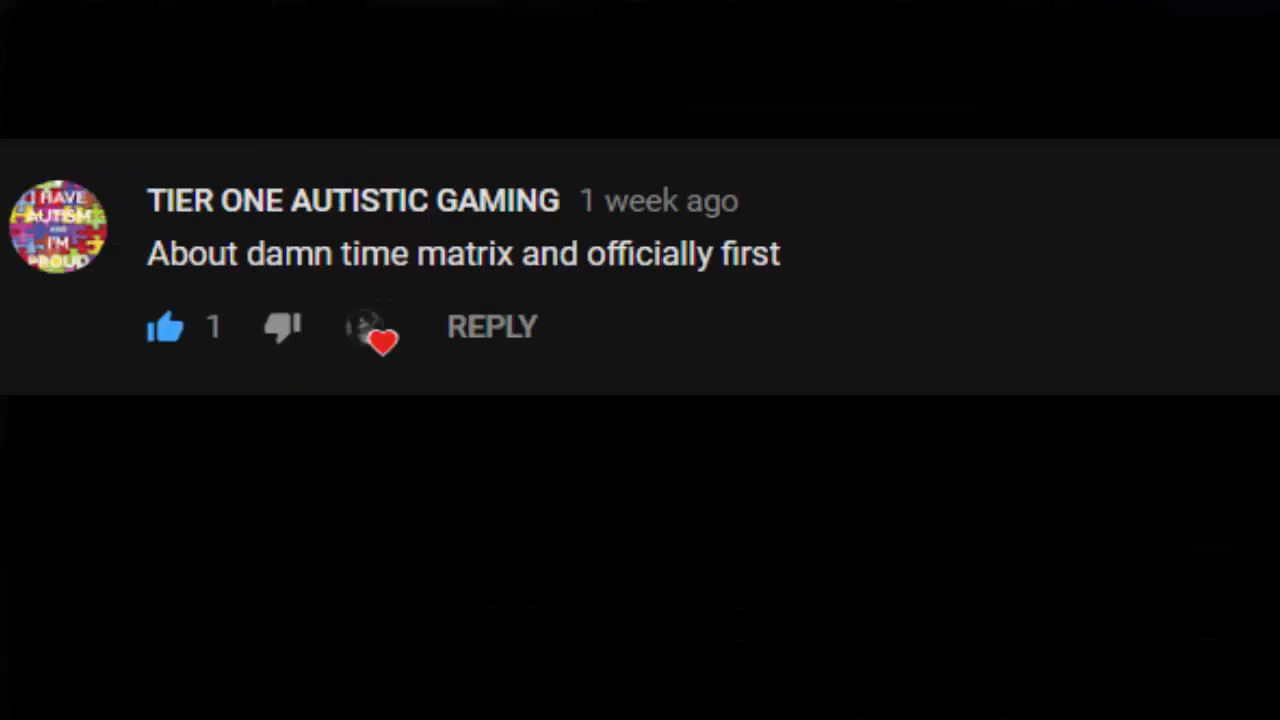 I HAVE
AUTISM
AND
I'M
PROUD
TIER ONE AUTISTIC GAMING 1 week ago
About damn time matrix and officially first
1 REPLY